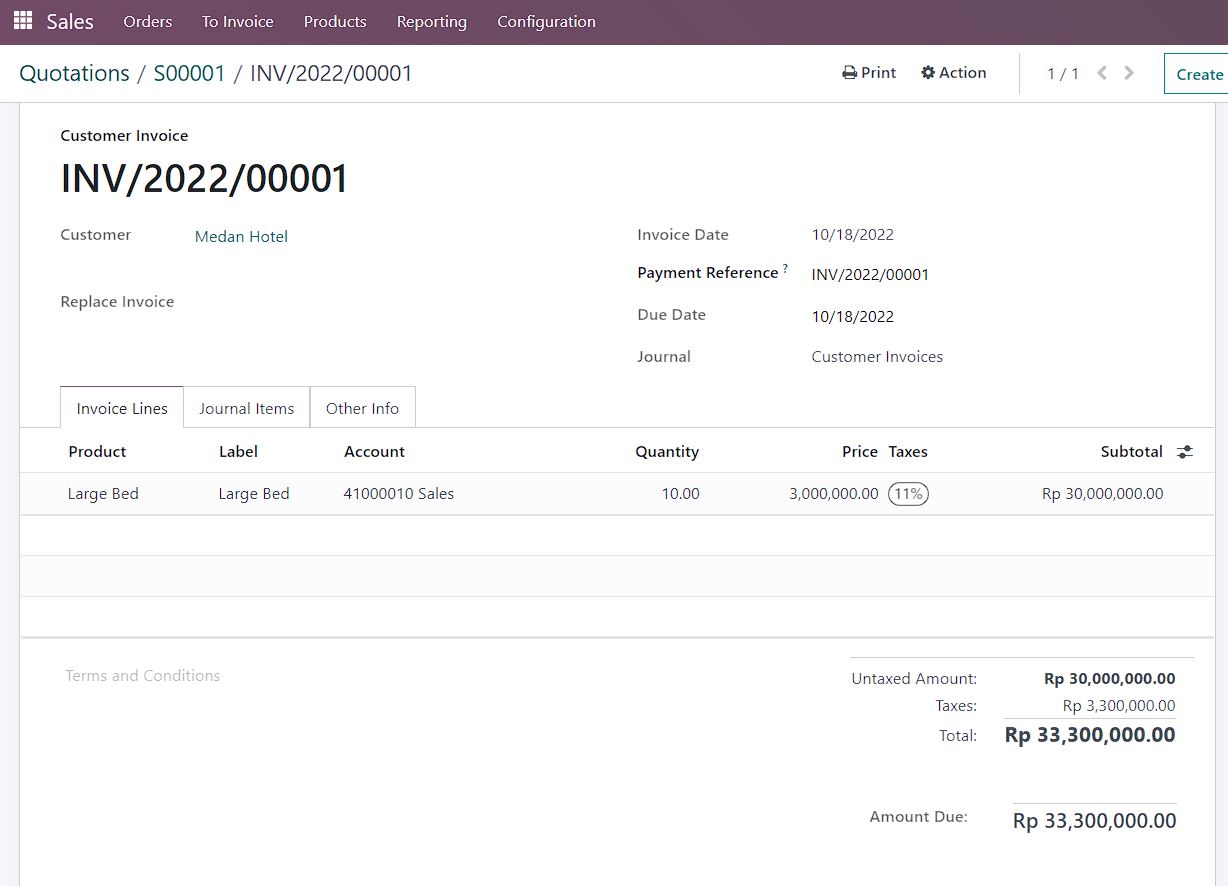 Sales Orders To Invoice Products Reporting Configuration
Quotations / S00001 / INV/2022/00001 Print Action 1 / 1 Create
Customer Invoice
INV/2022/00001
Customer Medan Hotel Invoice Date 10/18/2022
Payment Reference ? INV/2022/00001
Replace Invoice
Due Date 10/18/2022
Journal Customer Invoices
Invoice Lines Journal Items Other Info
Product Label Account Quantity Price Taxes Subtotal
Large Bed Large Bed 41000010 Sales 10.00 3,000,000.00 11% Rp 30,000,000.00
Terms and Conditions Untaxed Amount: Rp 30,000,000.00
Taxes: Rp 3,300,000.00
Total: Rp 33,300,000.00
Amount Due: Rp 33,300,000.00